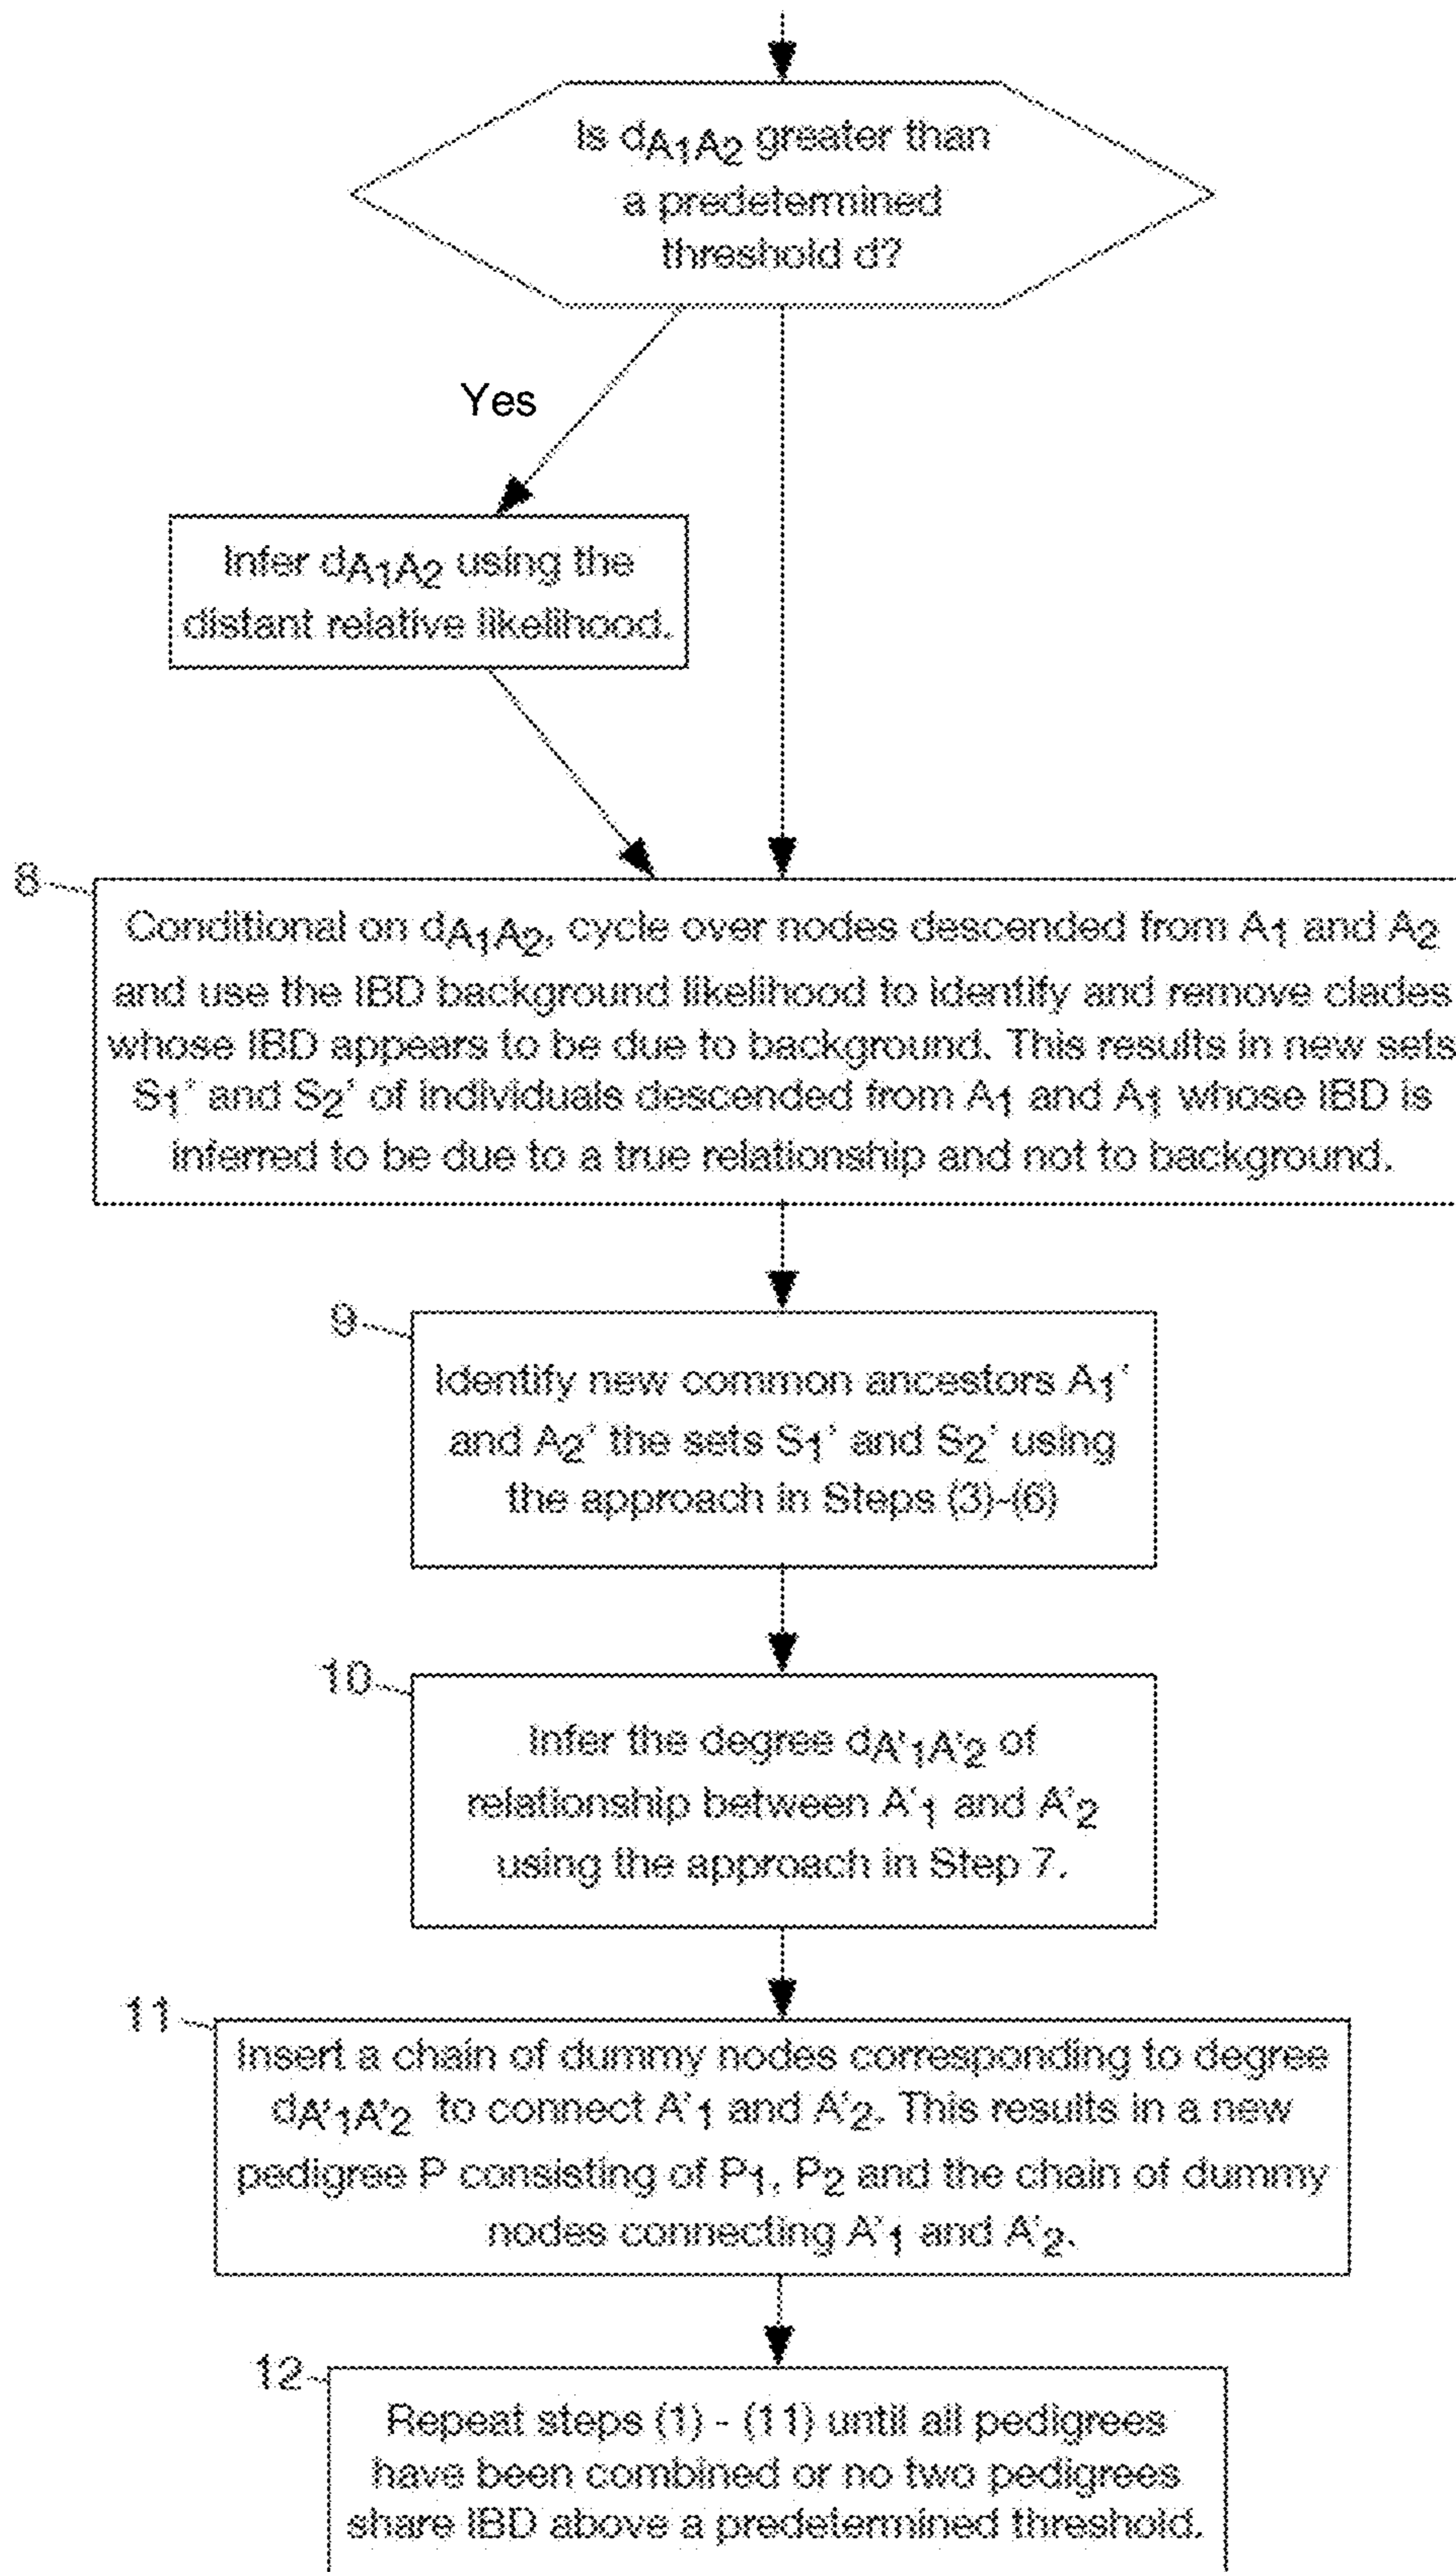 Is dA1A2 greater than
a predetermined
threshold d?
Yes
Infer dA1A2 using the
distant relative likelihood.
8
Conditional on dA1A2, cycle over nodes descended from A1 and A2
and use the IBD background likelihood to identify and remove clades
whose IBD appears to be due to background. This results in new sets
S1' and S2' of individuals descended from A1 and A1 whose IBD is
inferred to be due to a true relationship and not to background.
9
Identify new common ancestors A1'
and A2' the sets S1' and S2' using
the approach in Steps (3)-(6)
10
Infer the degree dA'1A'2 of
relationship between A'1 and A'2
using the approach in Step 7.
11
Insert a chain of dummy nodes corresponding to degree
dA'1A'2 to connect A'1 and A'2. This results in a new
pedigree P consisting of P1, P2 and the chain of dummy
nodes connecting A'1 and A'2.
12
Repeat steps (1) - (11) until all pedigrees
have been combined or no two pedigrees
share IBD above a predetermined threshold.